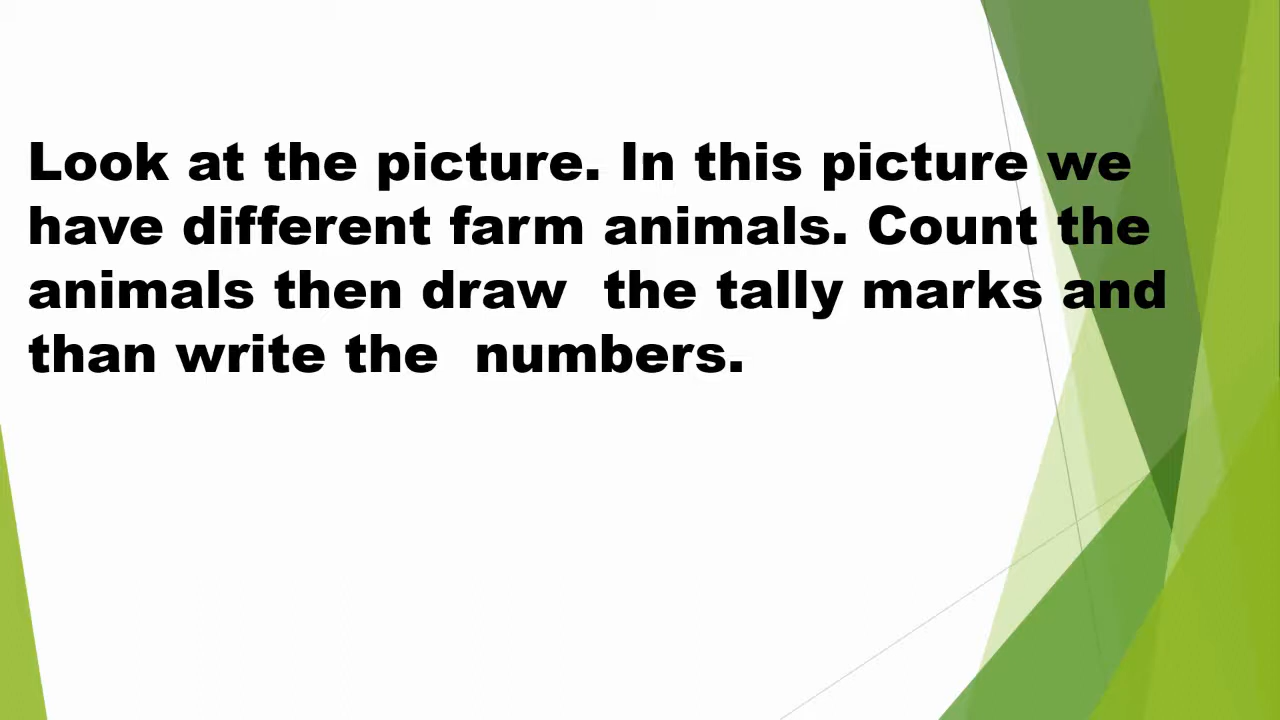 Look at the picture. In this picture we
have different farm animals. Count the
animals then draw  the tally marks and
than write the  numbers.